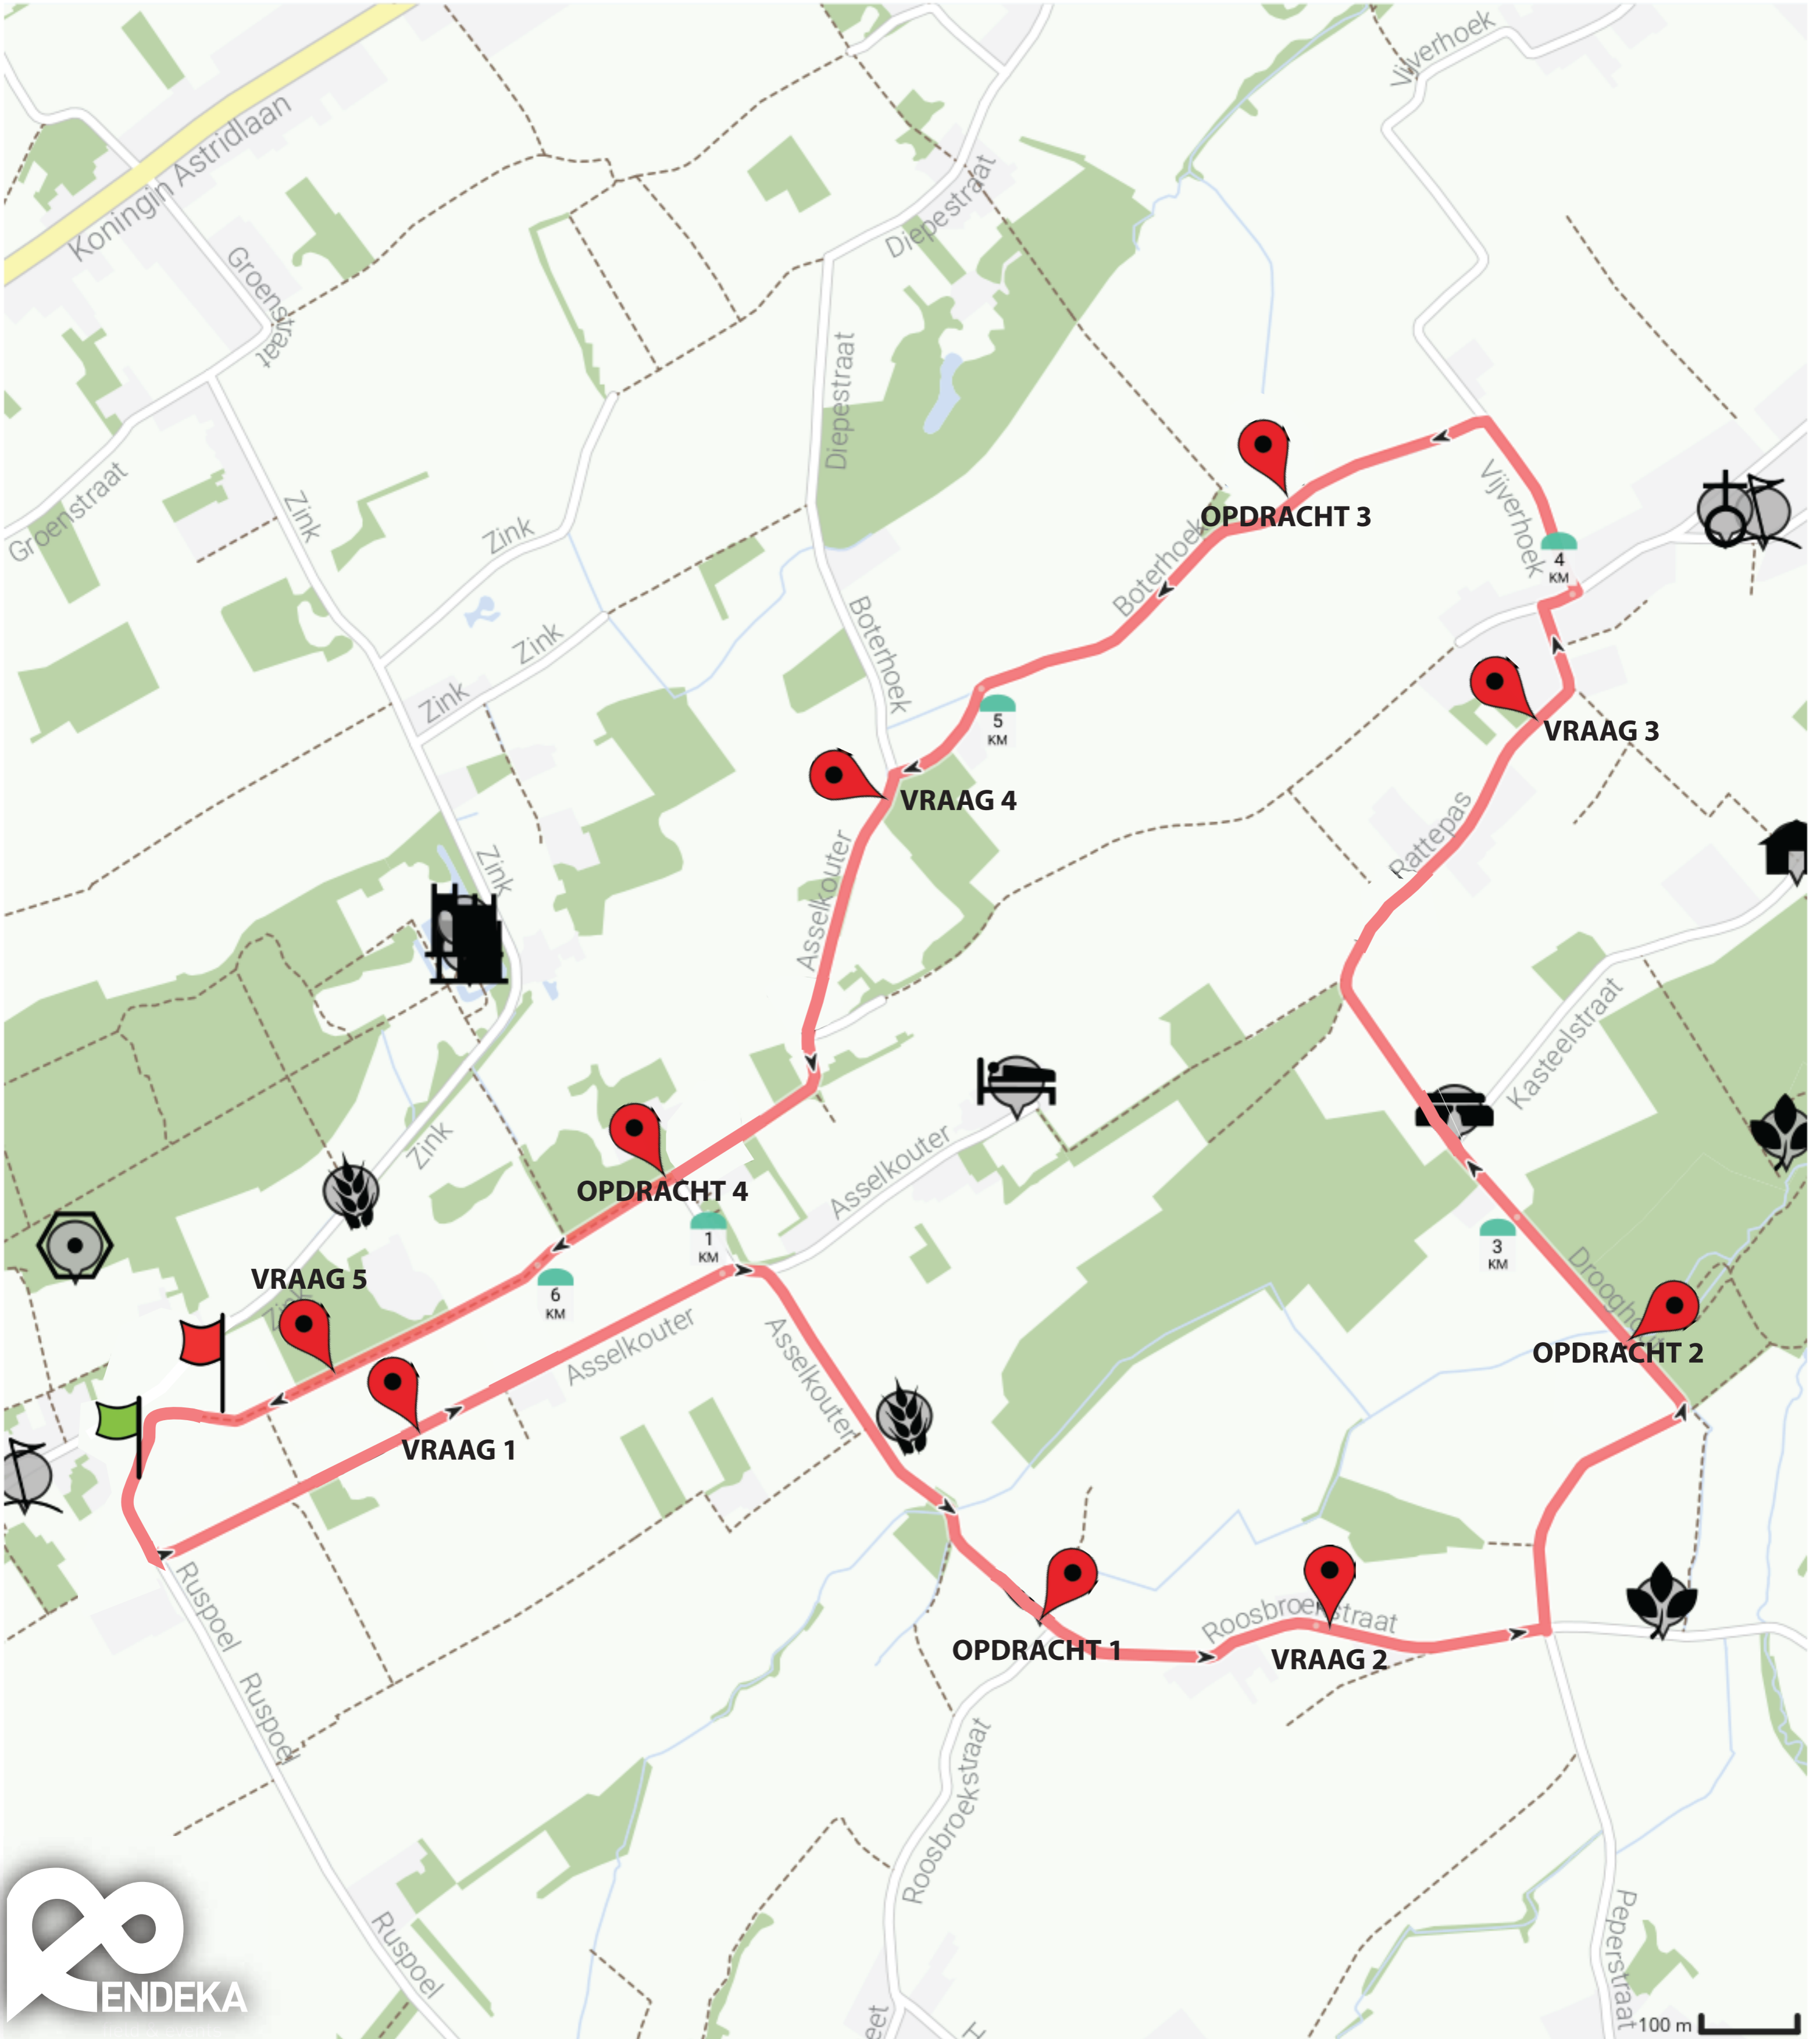 Vijverhoek
Koningin Astridlaan
Diepestraat
Groenstraat
Groenstraat
Diepestraat
Groenstraat
Zink
Zink
Vijverhoek
OPDRACHT 3
4
KM
Boterhoek
Boterhoek
Zink
Zink
5
KM
VRAAG 3
VRAAG 4
Rattepas
Asselkouter
Zink
Kasteelstraat
Zink
Asselkouter
OPDRACHT 4
1
KM
3
KM
VRAAG 5
Zink
6
KM
OPDRACHT 2
Asselkouter
Asselkouter
VRAAG 1
Ruspoel
Roosbroekstraat
OPDRACHT 1
VRAAG 2
Ruspoel
Roosbroekstraat
Ruspoel
Peperstraat
ENDEKA
100 m